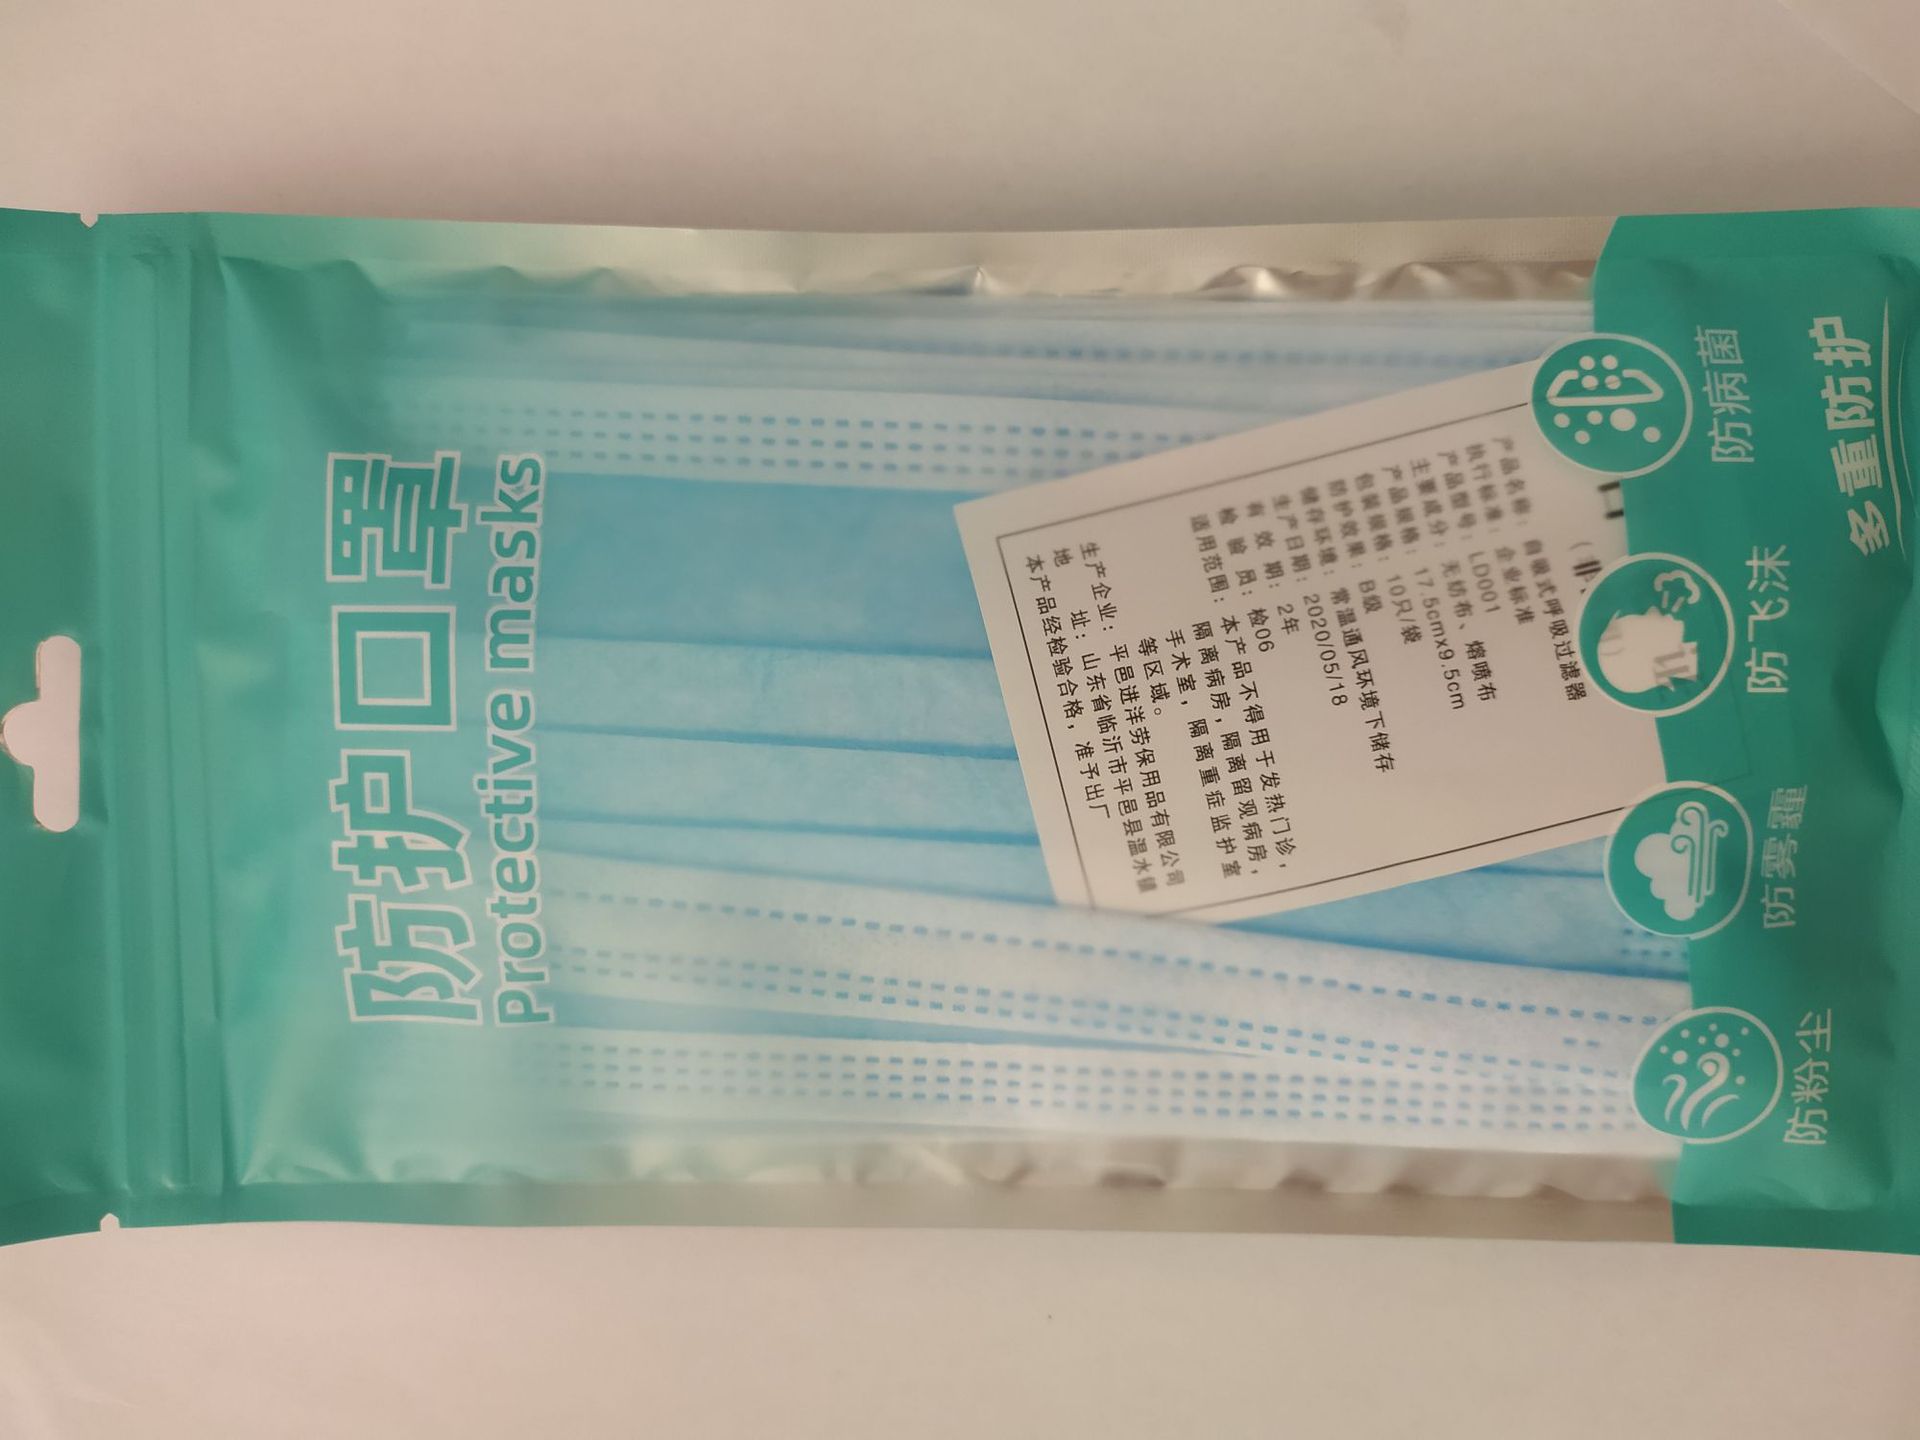 防护口罩
Protective masks
产品名称：自吸式呼吸过滤器
执行标准：企业标准
产品型号：LD001
主要成分：无纺布、熔喷布
产品规格：17.5cmx9.5cm
包装规格：10只/袋
防护效果：B级
储存环境：常温通风环境下储存
生产日期：2020/05/18
有效期：2年
检验员：检06
适用范围：本产品不得用于发热门诊，
隔离病房，隔离留观病房，
手术室，隔离重症监护室
等区域。
生产企业：平邑进洋劳保用品有限公司
地址：山东省临沂市平邑县温水镇
本产品经检验合格，准予出厂
防病菌
防飞沫
防雾霾
防粉尘
多重防护